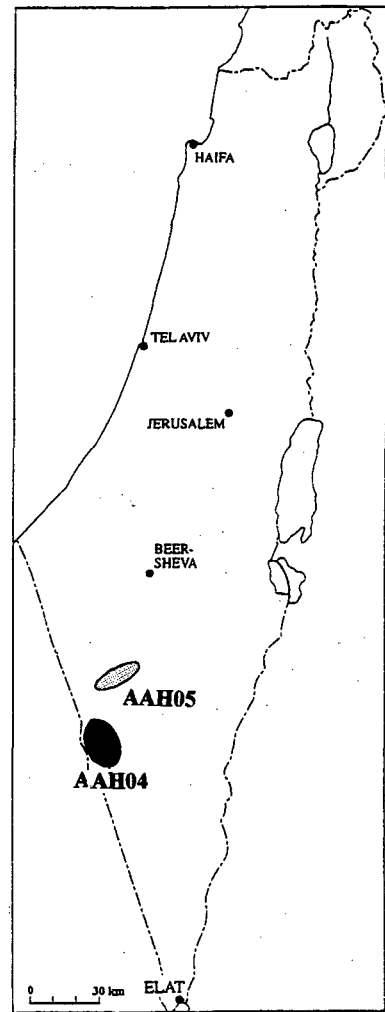 HAIFA
TEL AVIV
JERUSALEM
BEER-
SHEVA
AAH05
AAH04
0 30 km
ELAT